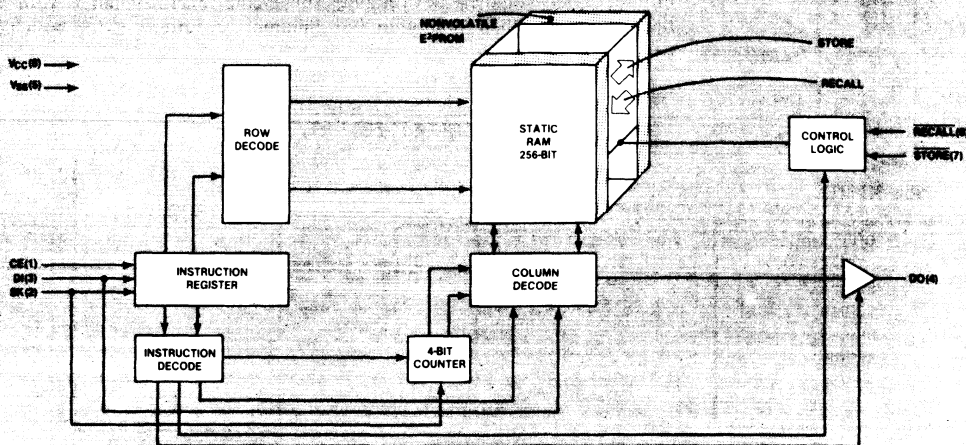 NONVOLATILE
E²PROM
STORE
RECALL
VCC(8)
VSS(5)
ROW
DECODE
STATIC
RAM
256-BIT
CONTROL
LOGIC
RECALL(6)
STORE(7)
CE(1)
DI(3)
SK(2)
INSTRUCTION
REGISTER
COLUMN
DECODE
DO(4)
INSTRUCTION
DECODE
4-BIT
COUNTER